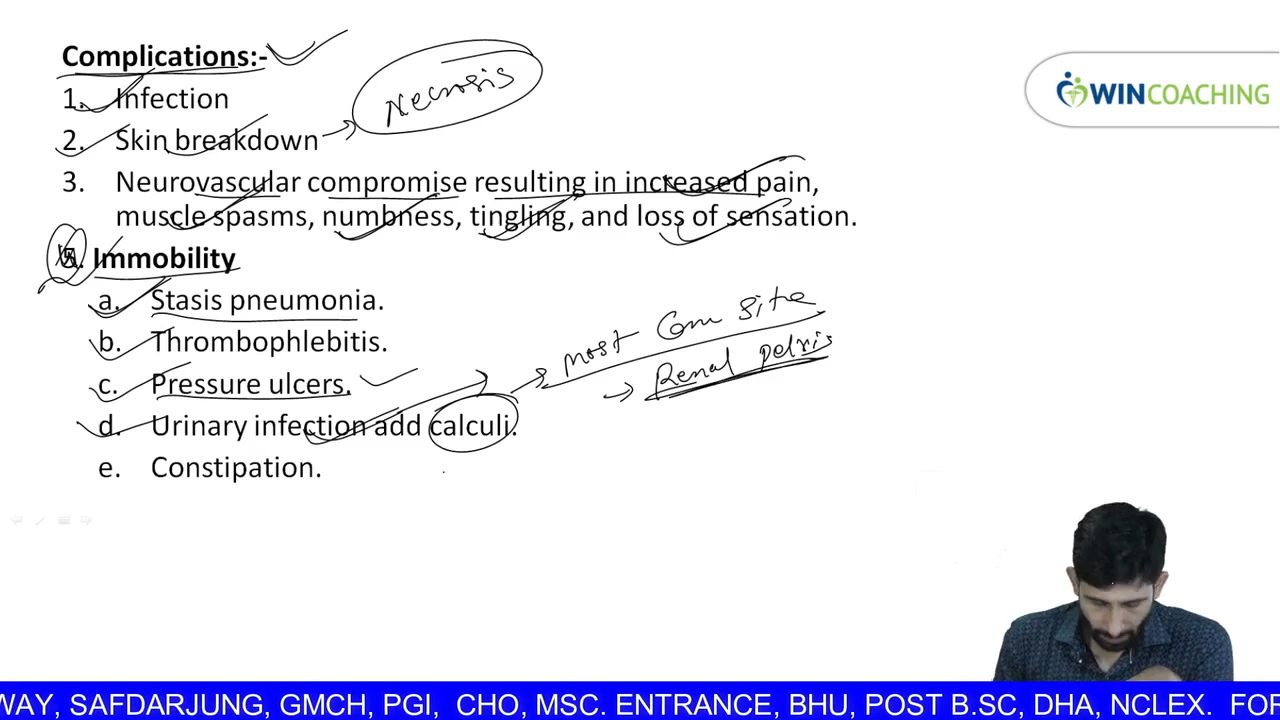 Complications:-
Necrosis
1. Infection
WINCOACHING
2. Skin breakdown
3. Neurovascular compromise resulting in increased pain,
muscle spasms, numbness, tingling, and loss of sensation.
Immobility
a. Stasis pneumonia.
most Com Site
b. Thrombophlebitis.
Renal pelvis
c. Pressure ulcers.
d. Urinary infection add calculi.
e. Constipation.
WAY, SAFDARJUNG, GMCH, PGI, CHO, MSC. ENTRANCE, BHU, POST B.SC, DHA, NCLEX. FOR